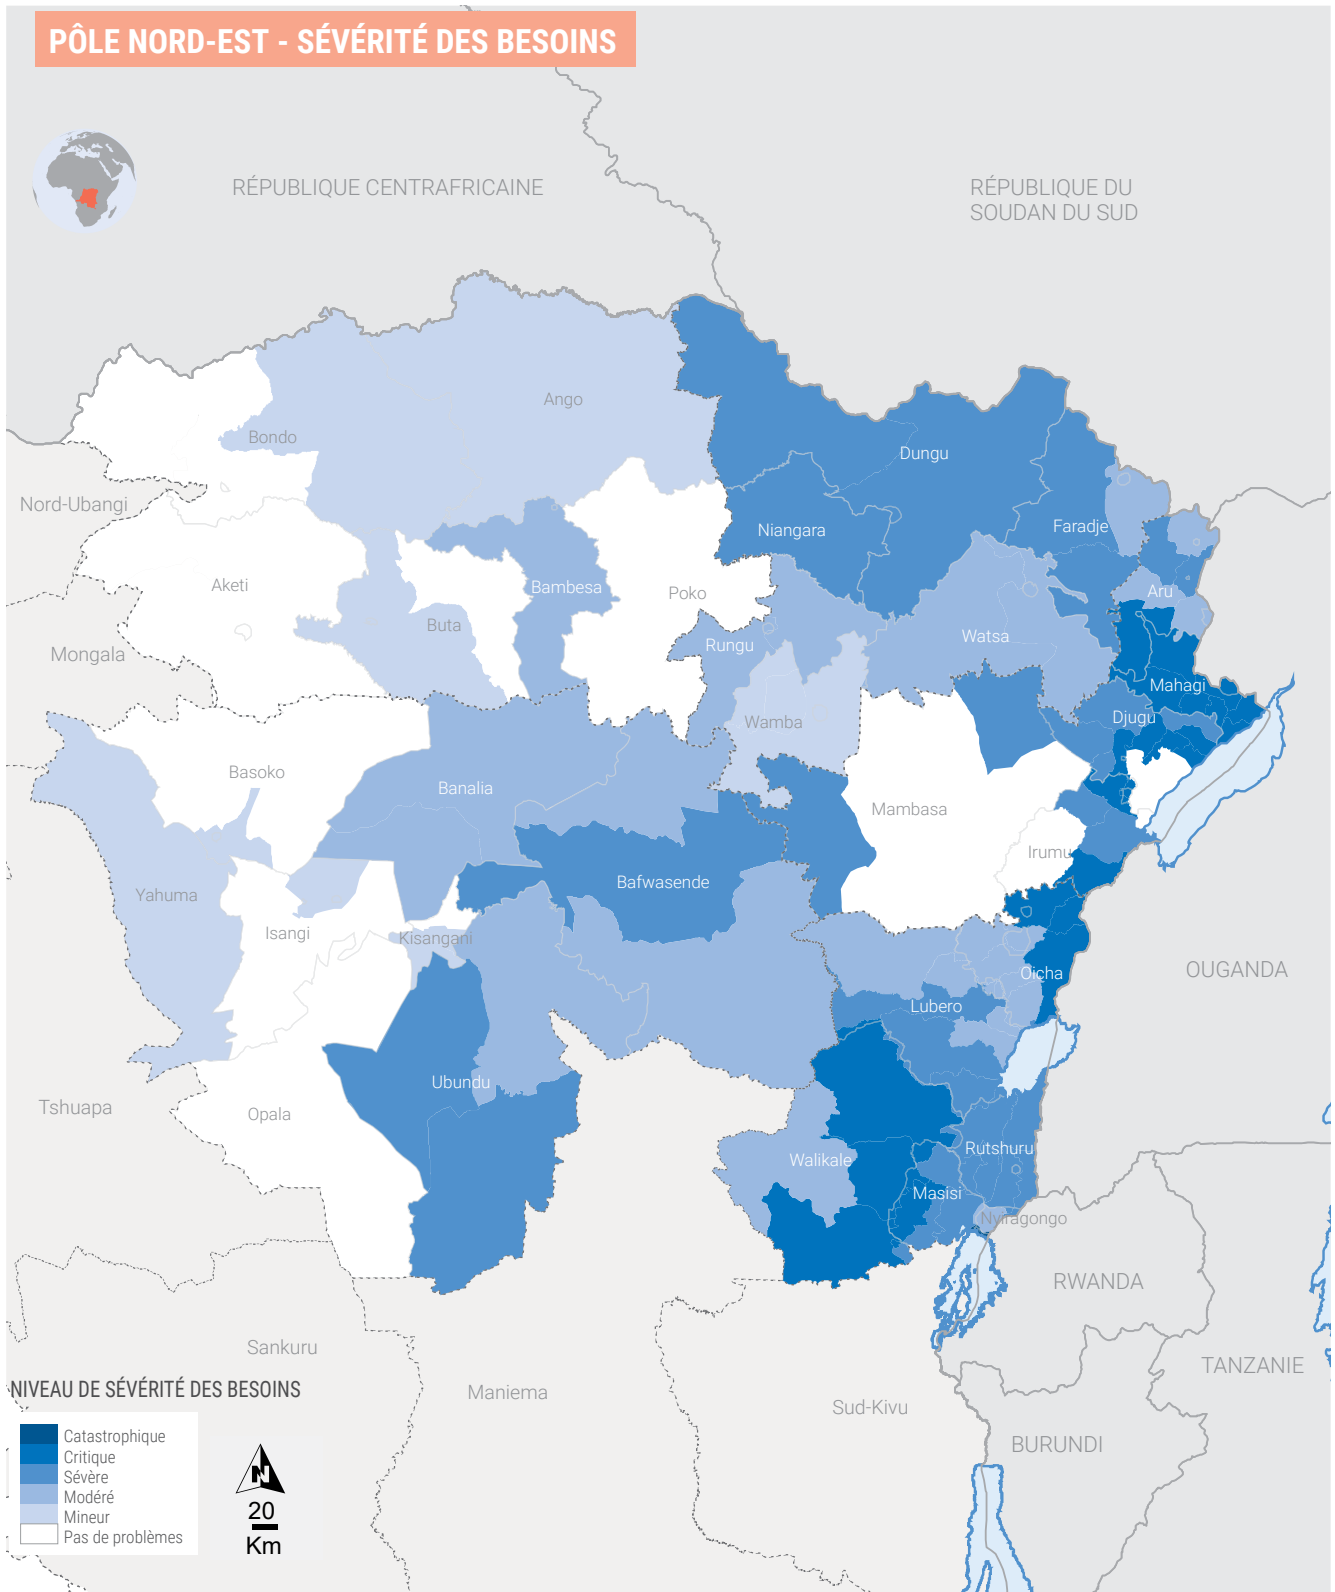 PÔLE NORD-EST - SÉVÉRITÉ DES BESOINS
RÉPUBLIQUE CENTRAFRICAINE
RÉPUBLIQUE DU
SOUDAN DU SUD
Ango
Bondo
Dungu
Nord-Ubangi
Niangara
Faradje
Aketi
Bambesa
Poko
Aru
Buta
Watsa
Rungu
Mongala
Mahagi
Wamba
Djugu
Basoko
Banalia
Mambasa
Irumu
Bafwasende
Yahuma
Isangi
Kisangani
Oicha
OUGANDA
Lubero
Ubundu
Tshuapa
Opala
Rutshuru
Walikale
Masisi
Nyiragongo
RWANDA
Sankuru
TANZANIE
Maniema
Sud-Kivu
BURUNDI
NIVEAU DE SÉVÉRITÉ DES BESOINS
Catastrophique
Critique
Sévère
Modéré
Mineur
Pas de problèmes
N
20
Km